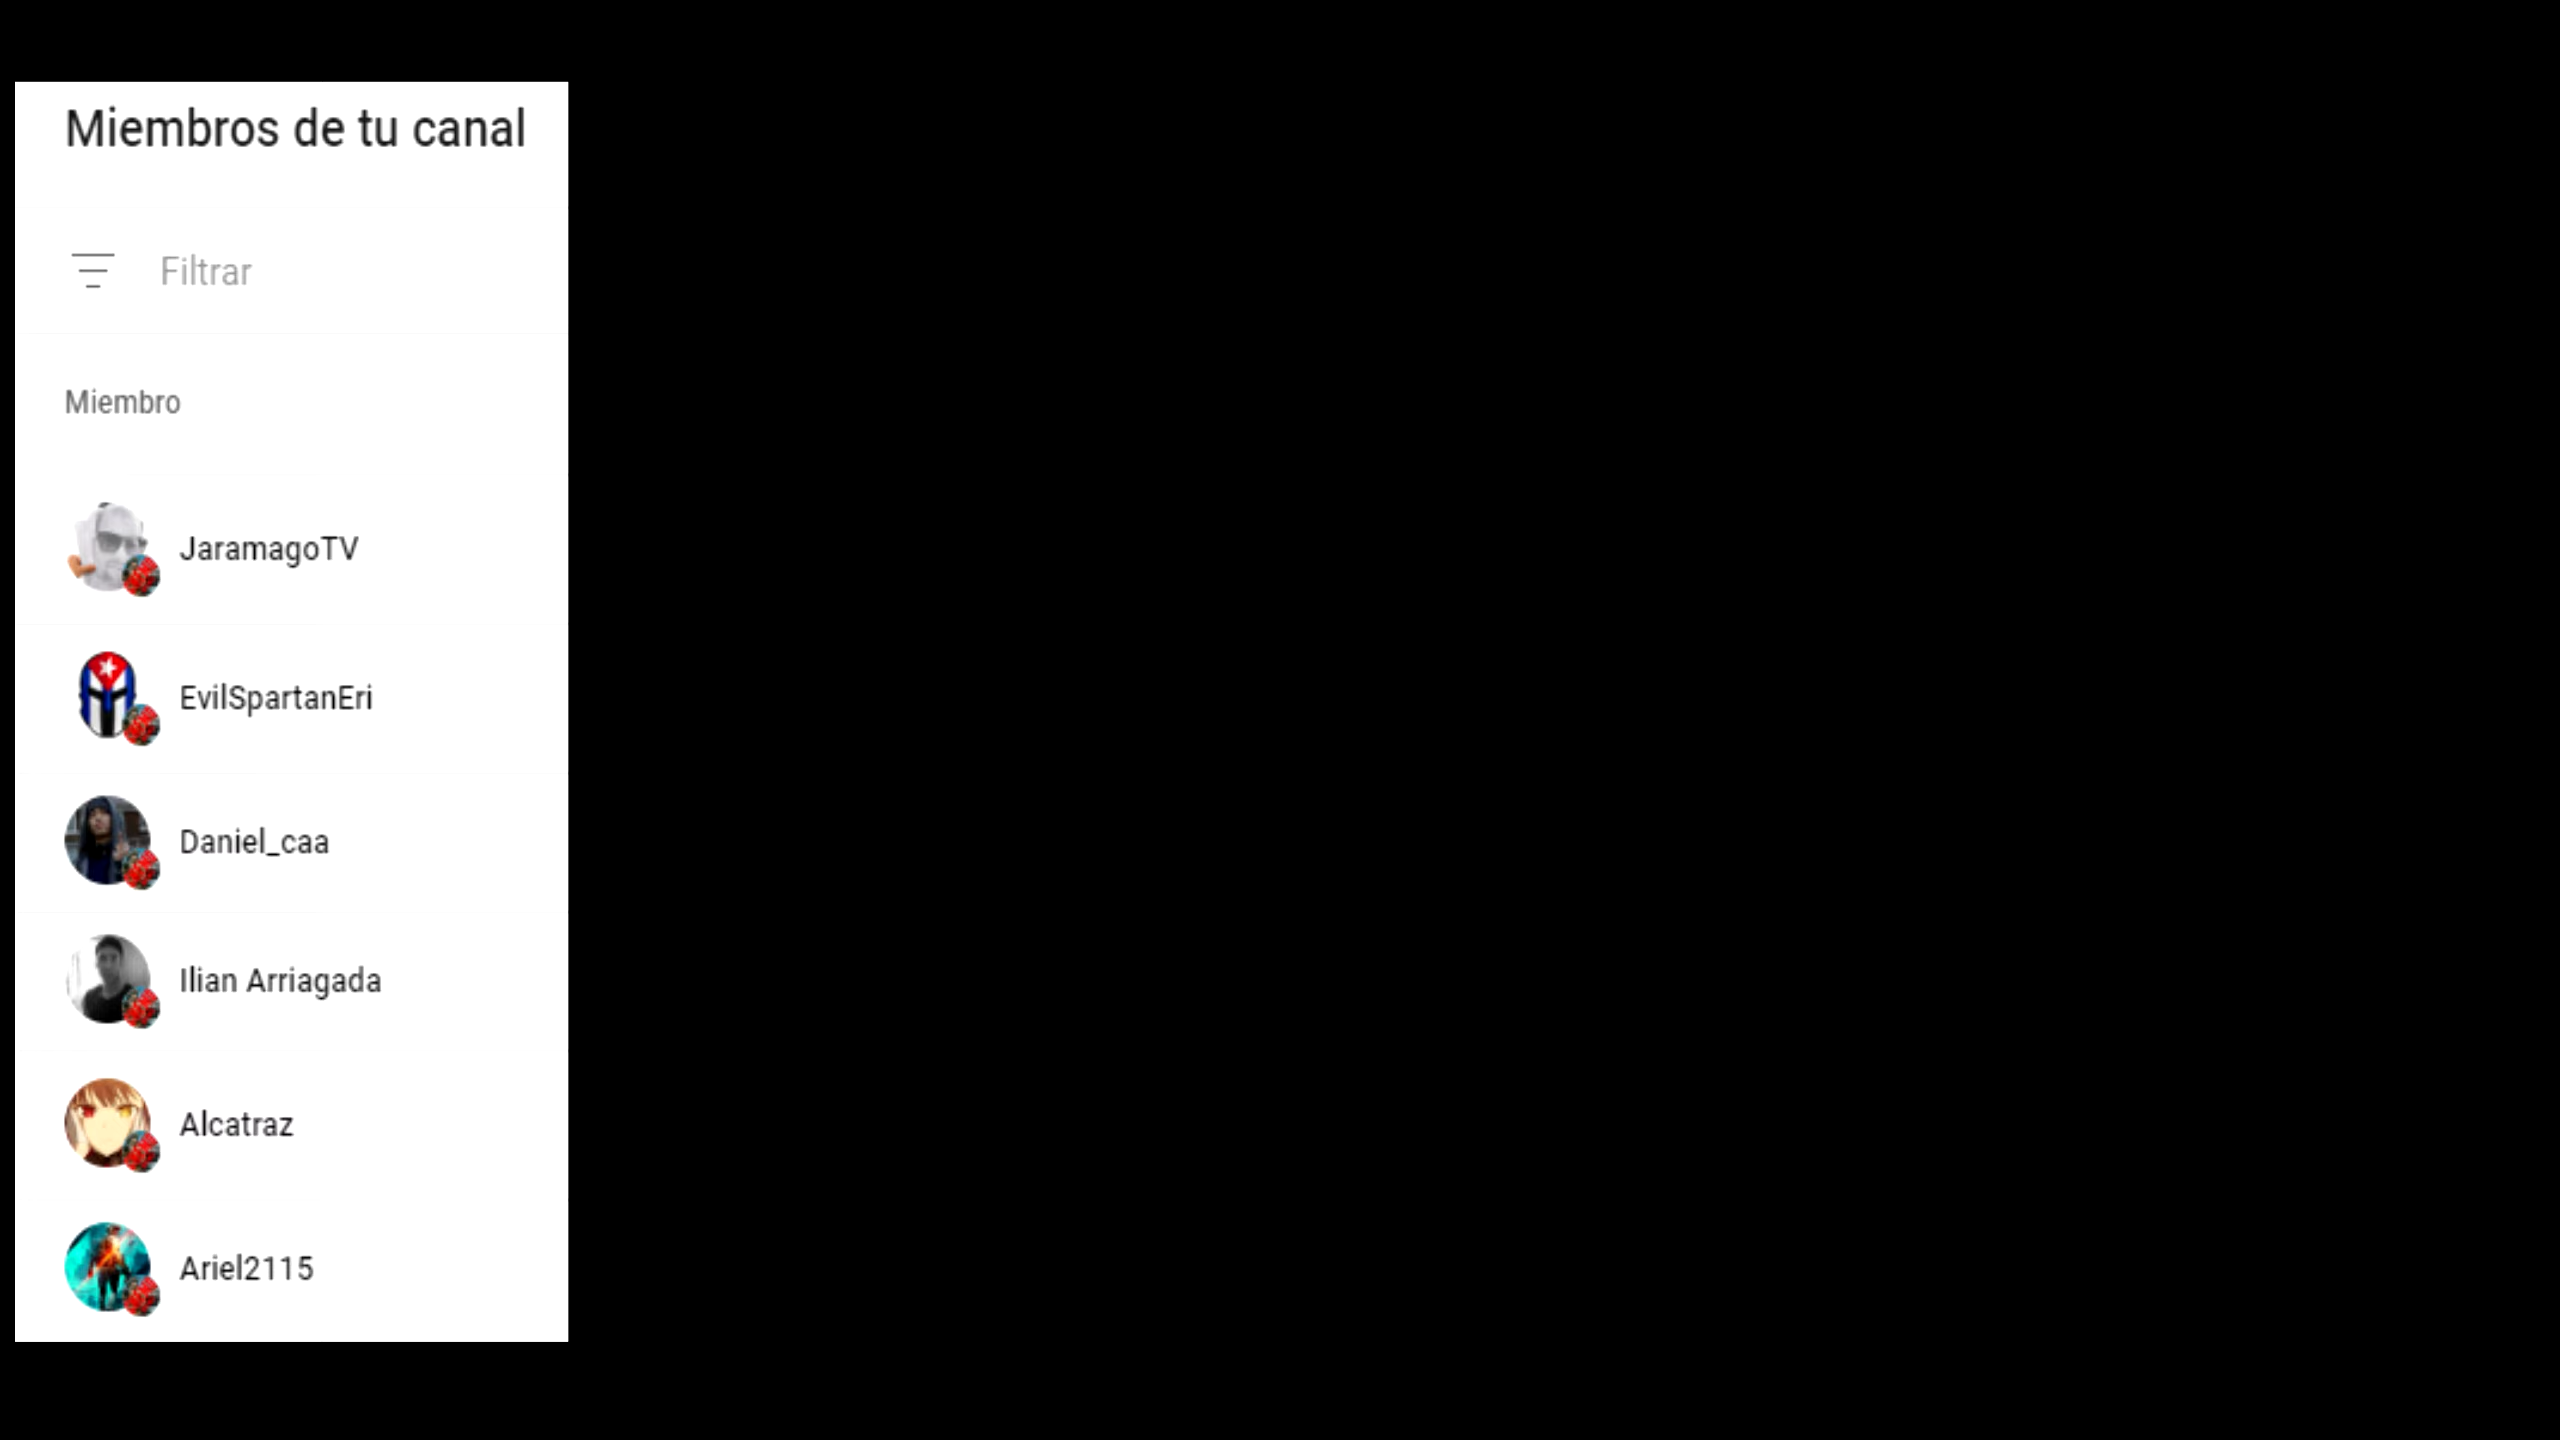 Miembros de tu canal
Filtrar
Miembro
JaramagoTV
EvilSpartanEri
Daniel_caa
Ilian Arriagada
Alcatraz
Ariel2115